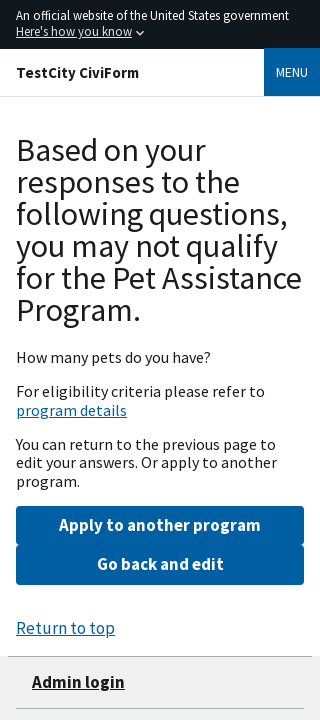 An official website of the United States government
Here's how you know
TestCity CiviForm
MENU
Based on your
responses to the
following questions,
you may not qualify
for the Pet Assistance
Program.
How many pets do you have?
For eligibility criteria please refer to
program details
You can return to the previous page to
edit your answers. Or apply to another
program.
Apply to another program
Go back and edit
Return to top
Admin login